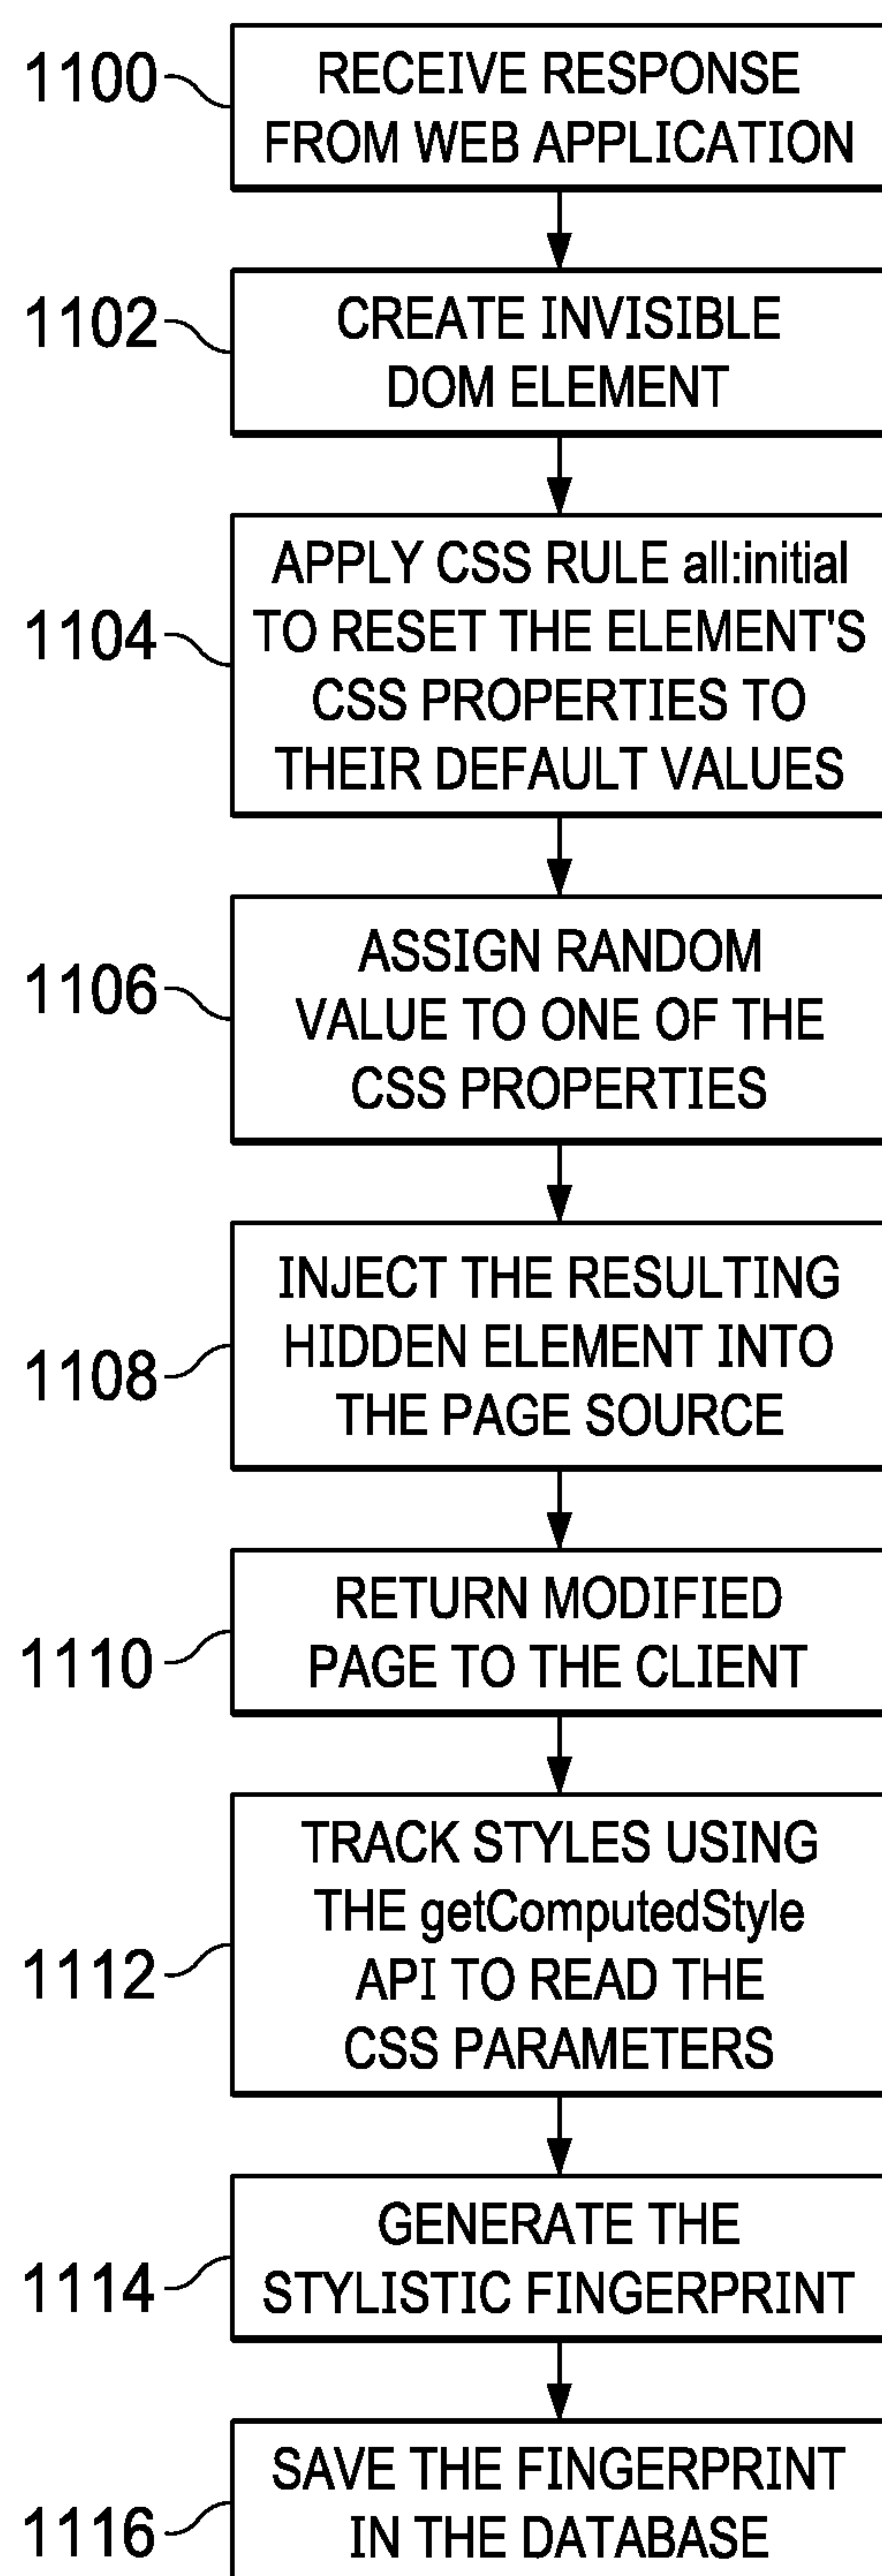 1100
RECEIVE RESPONSE
FROM WEB APPLICATION
1102
CREATE INVISIBLE
DOM ELEMENT
1104
APPLY CSS RULE all:initial
TO RESET THE ELEMENT'S
CSS PROPERTIES TO
THEIR DEFAULT VALUES
1106
ASSIGN RANDOM
VALUE TO ONE OF THE
CSS PROPERTIES
1108
INJECT THE RESULTING
HIDDEN ELEMENT INTO
THE PAGE SOURCE
1110
RETURN MODIFIED
PAGE TO THE CLIENT
1112
TRACK STYLES USING
THE getComputedStyle
API TO READ THE
CSS PARAMETERS
1114
GENERATE THE
STYLISTIC FINGERPRINT
1116
SAVE THE FINGERPRINT
IN THE DATABASE